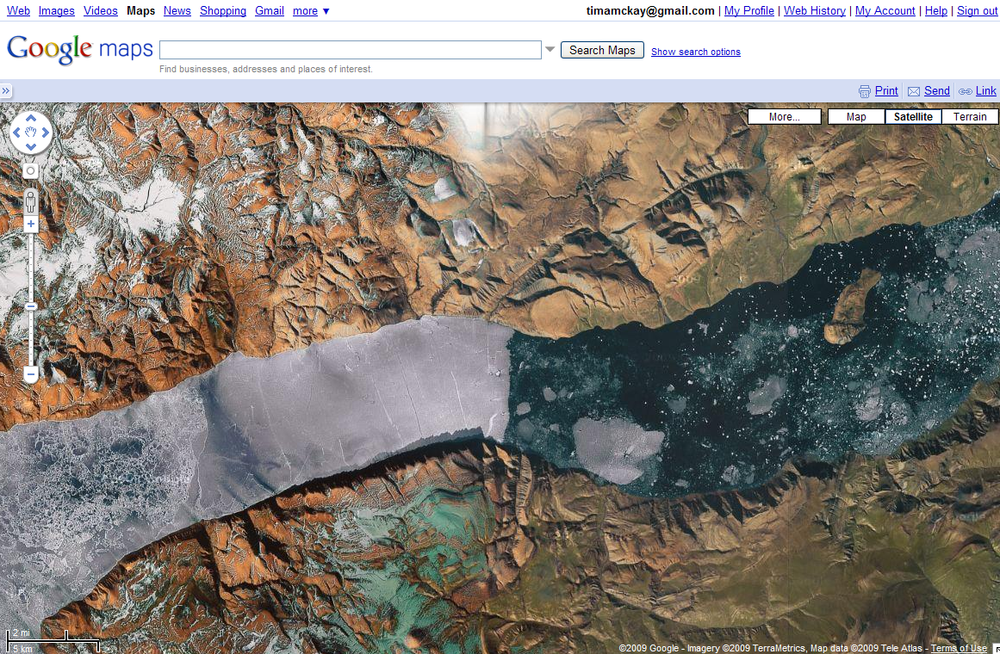 Web Images Videos Maps News Shopping Gmail more ▼
timamckay@gmail.com | My Profile | Web History | My Account | Help | Sign out
Google maps
Search Maps
Show search options
Find businesses, addresses and places of interest.
Print Send Link
More... Map Satellite Terrain
2 mi
5 km
©2009 Google - Imagery ©2009 TerraMetrics, Map data ©2009 Tele Atlas - Terms of Use